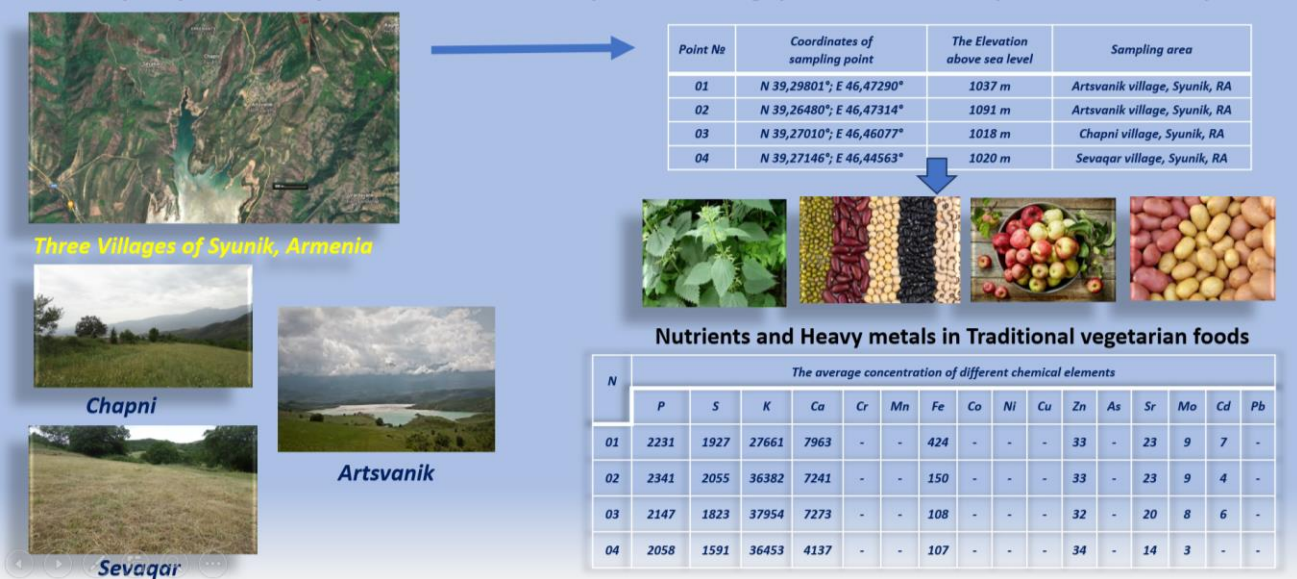 Three Villages of Syunik, Armenia
Chapni
Artsvanik
Sevaqar
Point № Coordinates of sampling point The Elevation above sea level Sampling area
01 N 39,29801°; E 46,47290° 1037 m Artsvanik village, Syunik, RA
02 N 39,26480°; E 46,47314° 1091 m Artsvanik village, Syunik, RA
03 N 39,27010°; E 46,46077° 1018 m Chapni village, Syunik, RA
04 N 39,27146°; E 46,44563° 1020 m Sevaqar village, Syunik, RA
Nutrients and Heavy metals in Traditional vegetarian foods
N The average concentration of different chemical elements
P S K Ca Cr Mn Fe Co Ni Cu Zn As Sr Mo Cd Pb
01 2231 1927 27661 7963 - - 424 - - - 33 - 23 9 7 -
02 2341 2055 36382 7241 - - 150 - - - 33 - 23 9 4 -
03 2147 1823 37954 7273 - - 108 - - - 32 - 20 8 6 -
04 2058 1591 36453 4137 - - 107 - - - 34 - 14 3 - -